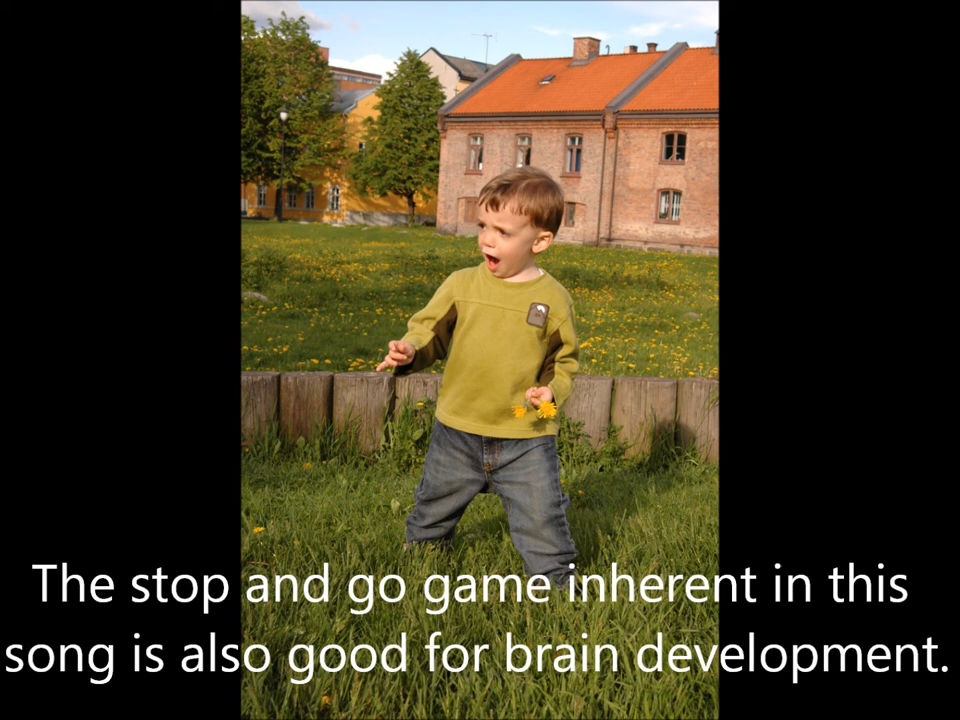 The stop and go game inherent in this
song is also good for brain development.